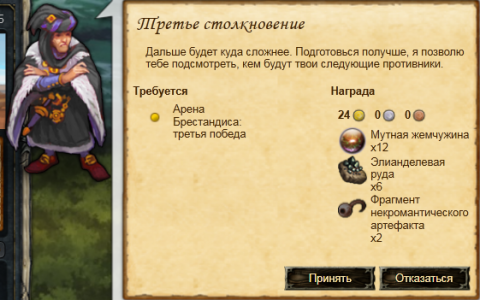 Третье столкновение
Дальше будет куда сложнее. Подготовься получше, я позволю
тебе подсмотреть, кем будут твои следующие противники.
Требуется
Арена
Брестандиса:
третья победа
Награда
24 0 0
Мутная жемчужина
x12
Элианделевая
руда
x6
Фрагмент
некромантического
артефакта
x2
Принять
Отказаться